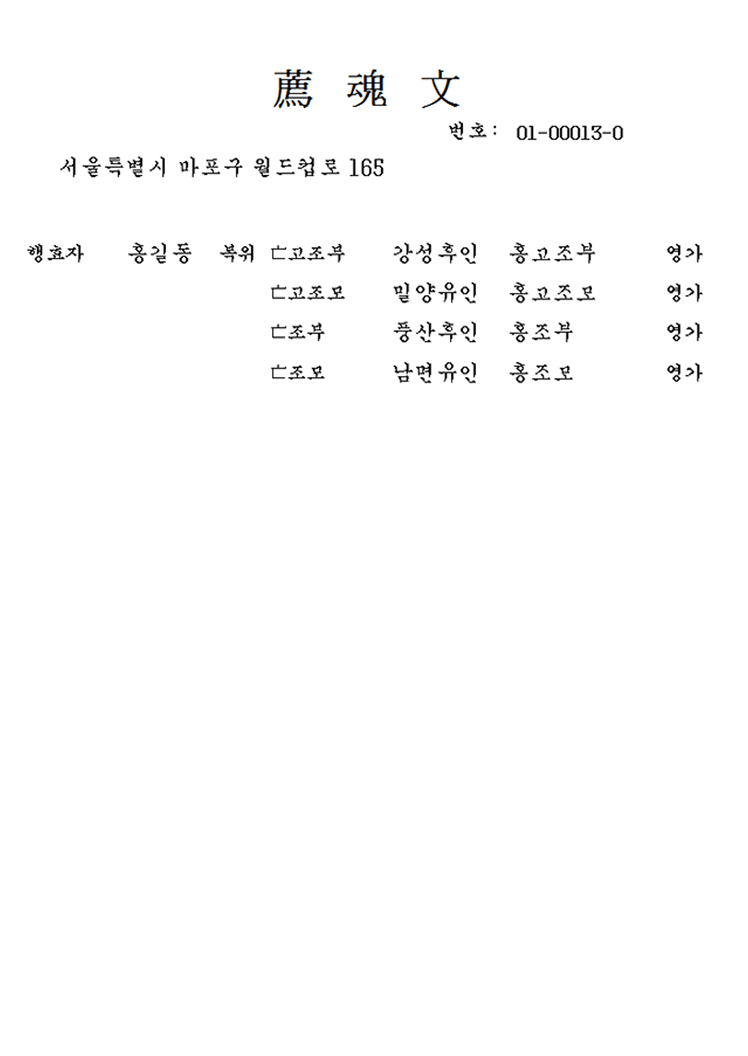 薦 魂 文
번호: 01-00013-0
서울특별시 마포구 월드컵로 165
행효자 홍길동 복위 亡고조부 강성후인 홍고조부 영가
亡고조모 밀양유인 홍고조모 영가
亡조부 풍산후인 홍조부 영가
亡조모 남면유인 홍조모 영가